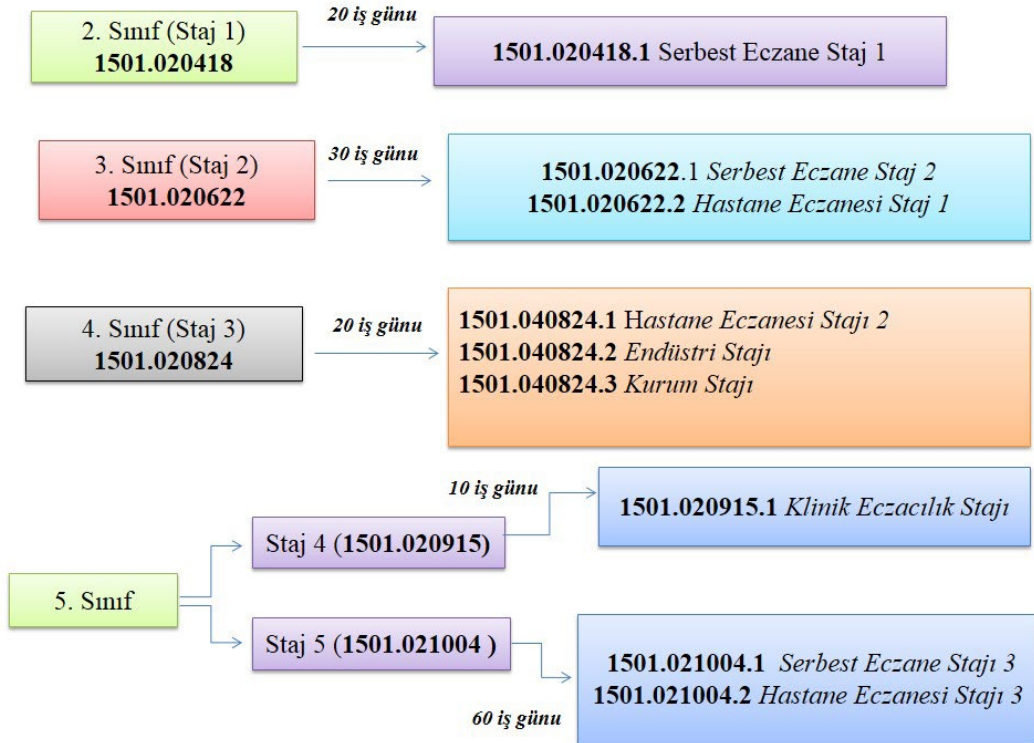 20 iş günü
2. Sınıf (Staj 1)
1501.020418
1501.020418.1 Serbest Eczane Staj 1
30 iş günü
3. Sınıf (Staj 2)
1501.020622
1501.020622.1 Serbest Eczane Staj 2
1501.020622.2 Hastane Eczanesi Staj 1
20 iş günü
4. Sınıf (Staj 3)
1501.020824
1501.040824.1 Hastane Eczanesi Stajı 2
1501.040824.2 Endüstri Stajı
1501.040824.3 Kurum Stajı
5. Sınıf
Staj 4 (1501.020915)
10 iş günü
1501.020915.1 Klinik Eczacılık Stajı
Staj 5 (1501.021004 )
60 iş günü
1501.021004.1 Serbest Eczane Stajı 3
1501.021004.2 Hastane Eczanesi Stajı 3